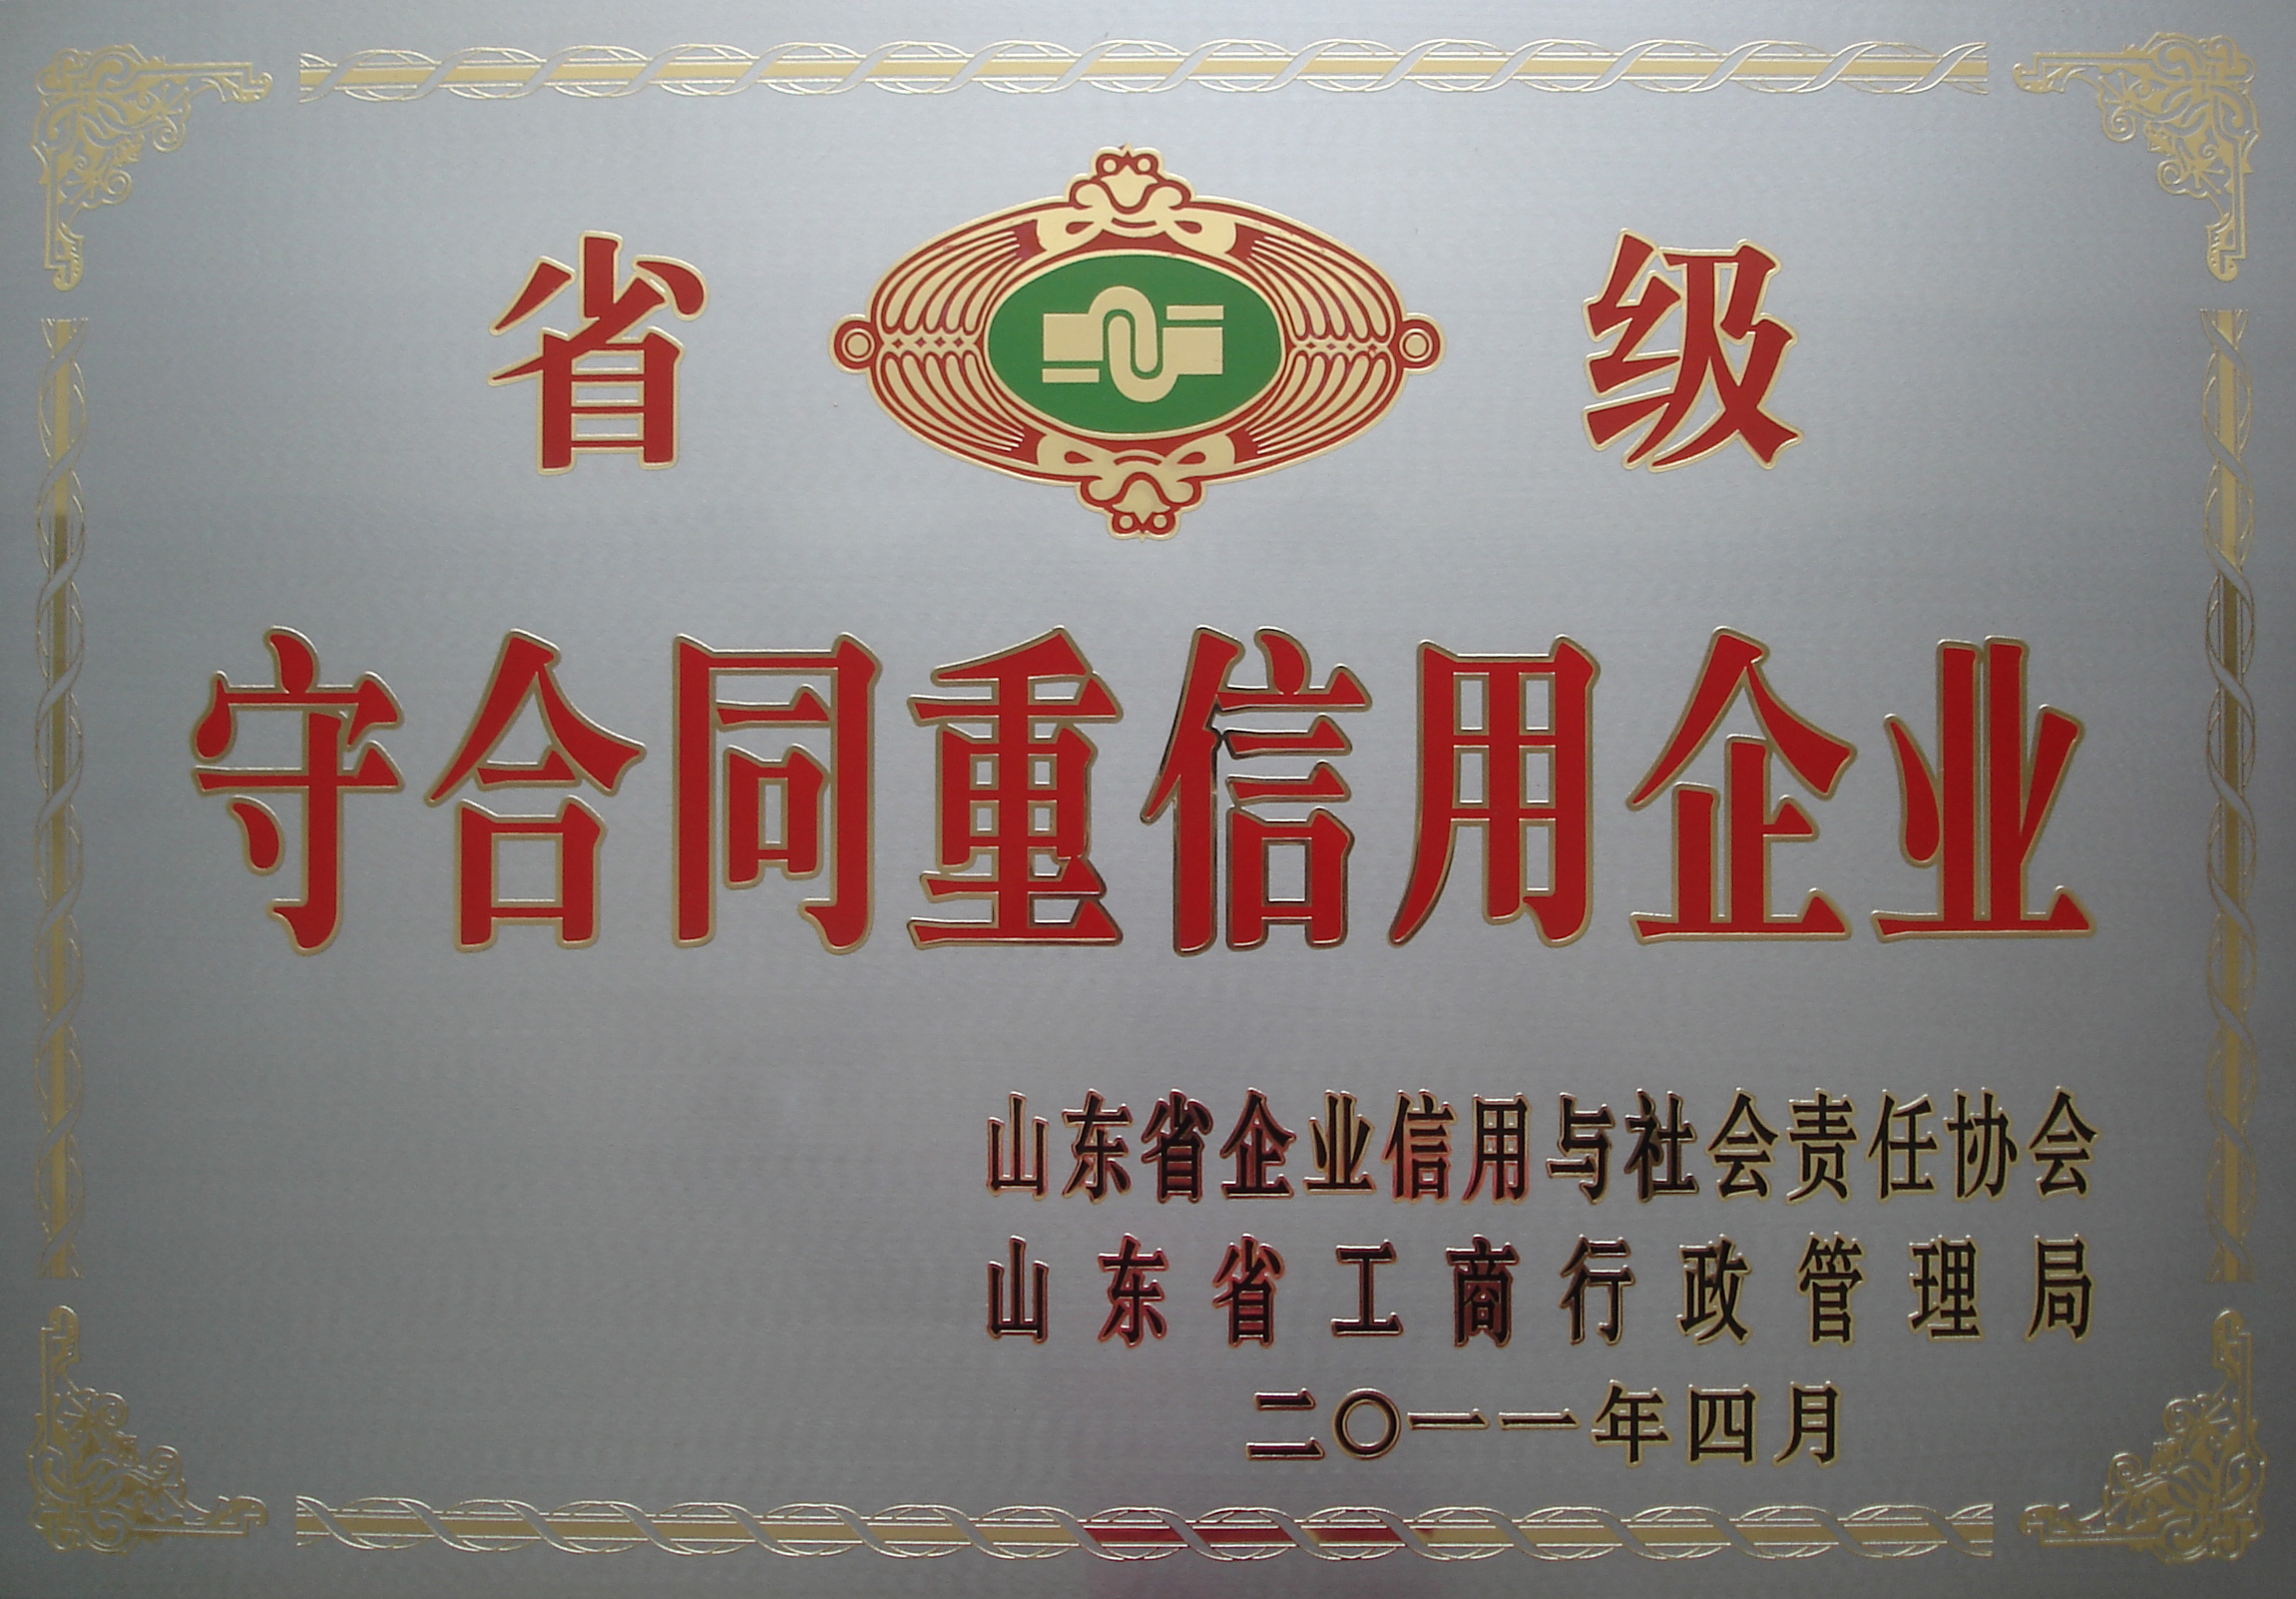 省 级
守合同重信用企业
山东省企业信用与社会责任协会
山东省工商行政管理局
二〇一一年四月